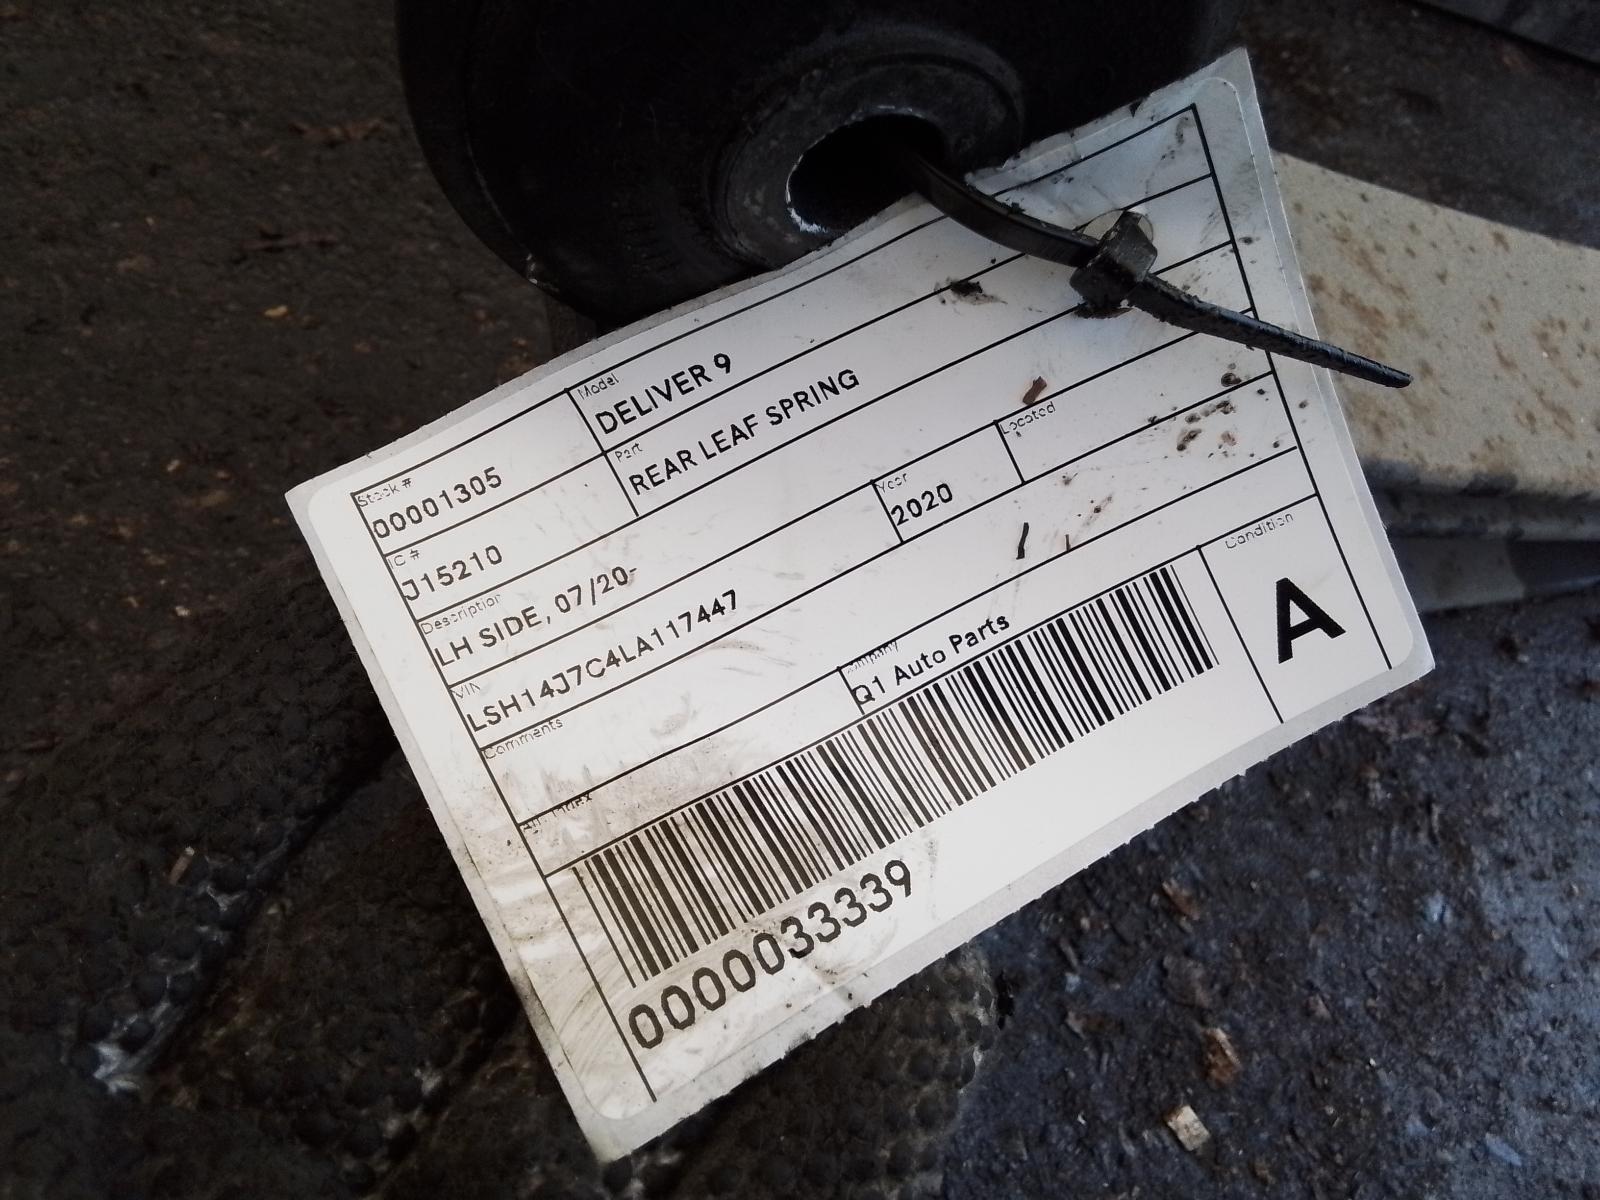 Stock #
00001305
Model
DELIVER 9
IC #
J15210
Part
REAR LEAF SPRING
Description
LH SIDE, 07/20-
VIN
LSH14J7C4LA117447
Year
2020
Located
Comments
Company
Q1 Auto Parts
Condition
A
0000033339